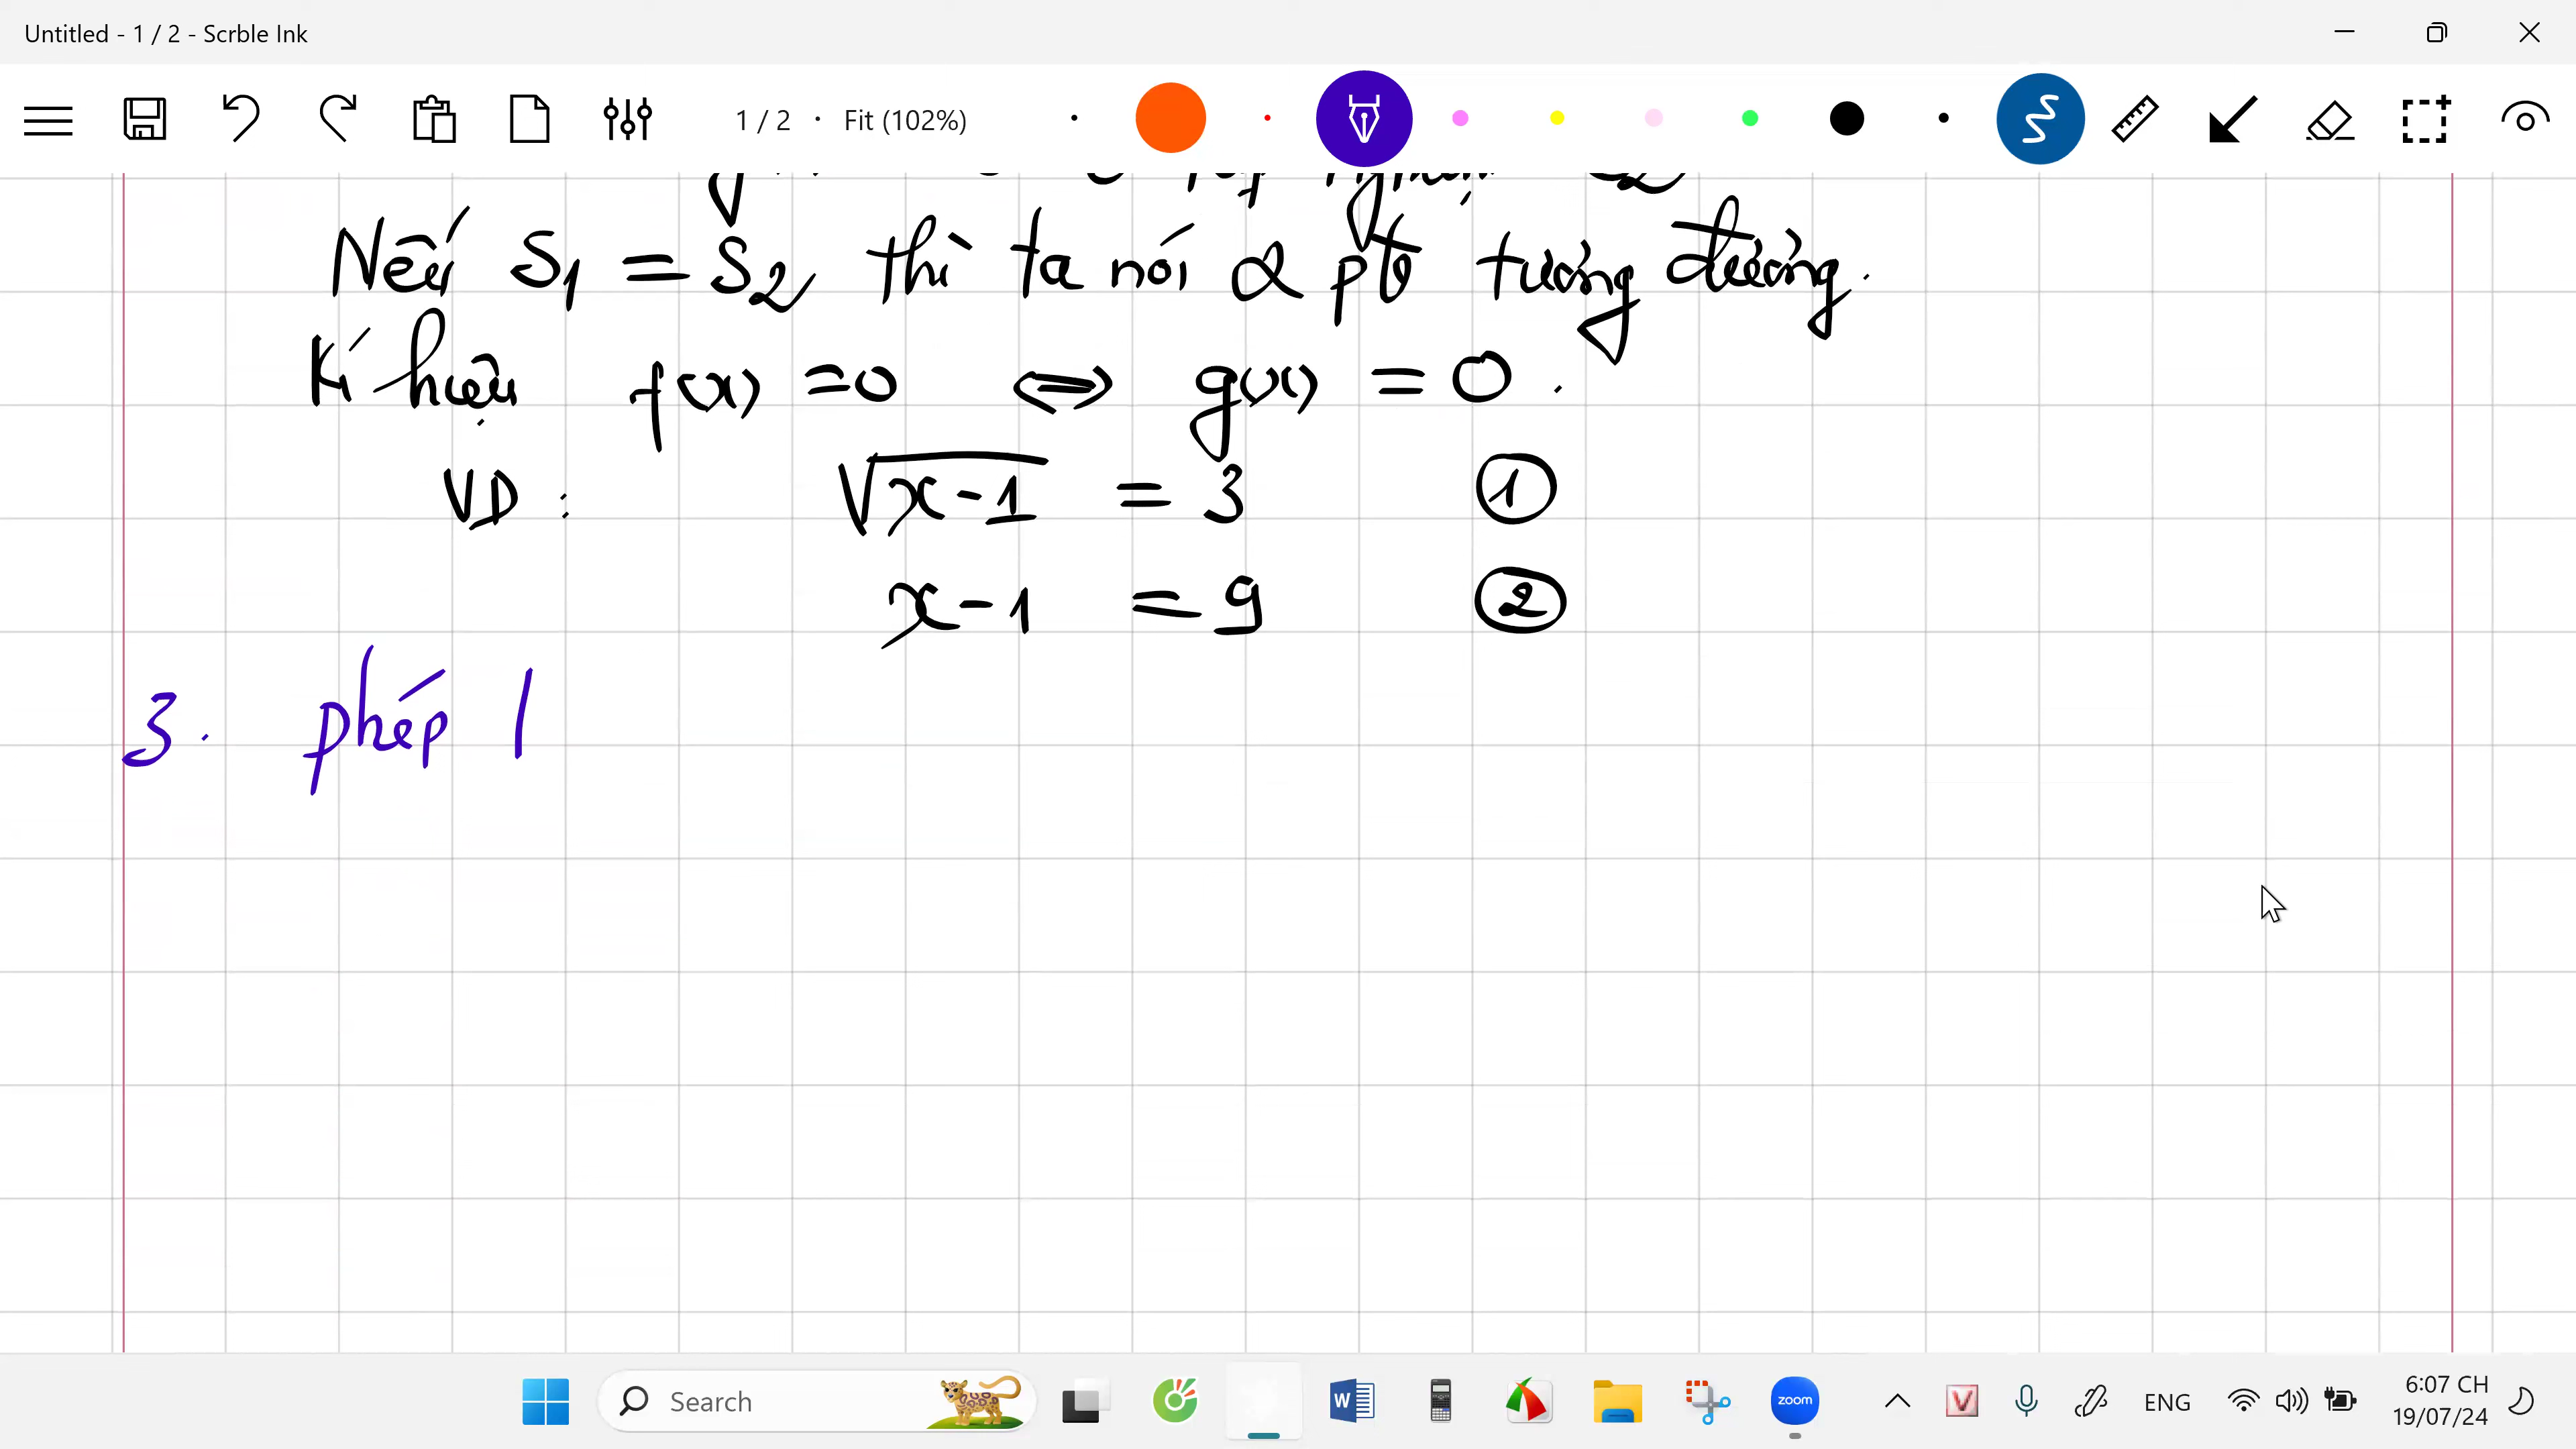 Untitled - 1 / 2 - Scrble Ink
1 / 2 · Fit (102%)
Nếu S1 = S2 thì ta nói 2 pt tương đương.
Kí hiệu f(x) = 0 ⇔ g(x) = 0.
VD : √x-1 = 3 ①
x-1 = 9 ②
3. phép l
Search
W
zoom
V
ENG
6:07 CH
19/07/24